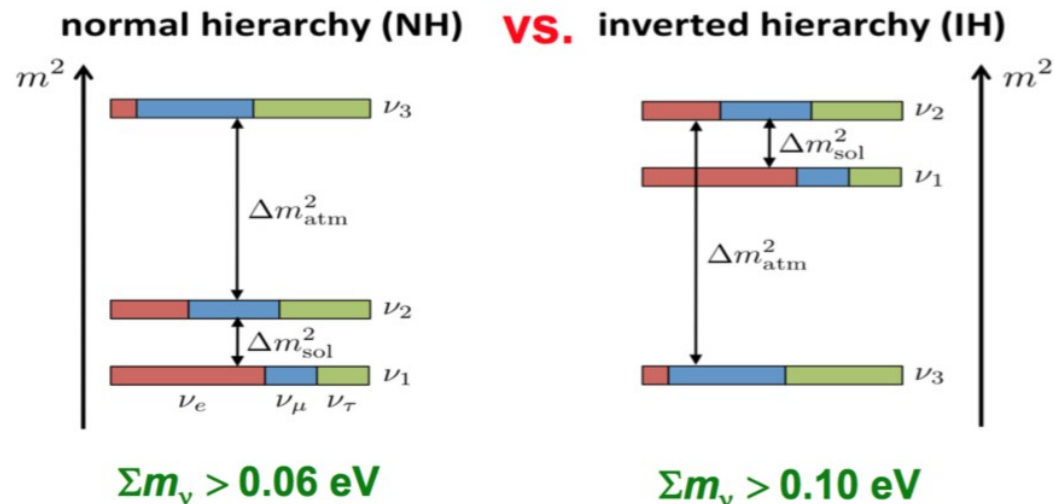 normal hierarchy (NH) vs. inverted hierarchy (IH)
m²
ν₃
Δm²atm
ν₂
Δm²sol
ν₁
νe νμ ντ
Σmν > 0.06 eV
m²
ν₂
Δm²sol
ν₁
Δm²atm
ν₃
Σmν > 0.10 eV